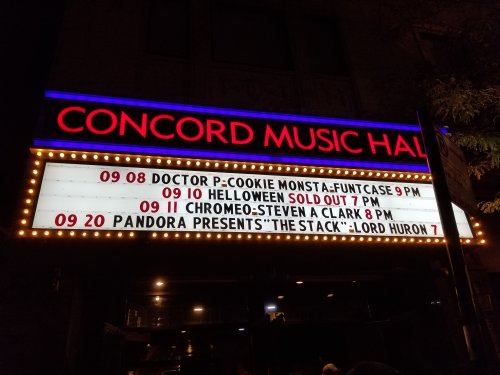 CONCORD MUSIC HAL
09 08 DOCTOR P-COOKIE MONSTA-FUNTCASE 9 PM
09 10 HELLOWEEN SOLD OUT 7 PM
09 11 CHROMEO-STEVEN A CLARK 8 PM
09 20 PANDORA PRESENTS "THE STACK"-LORD HURON 7